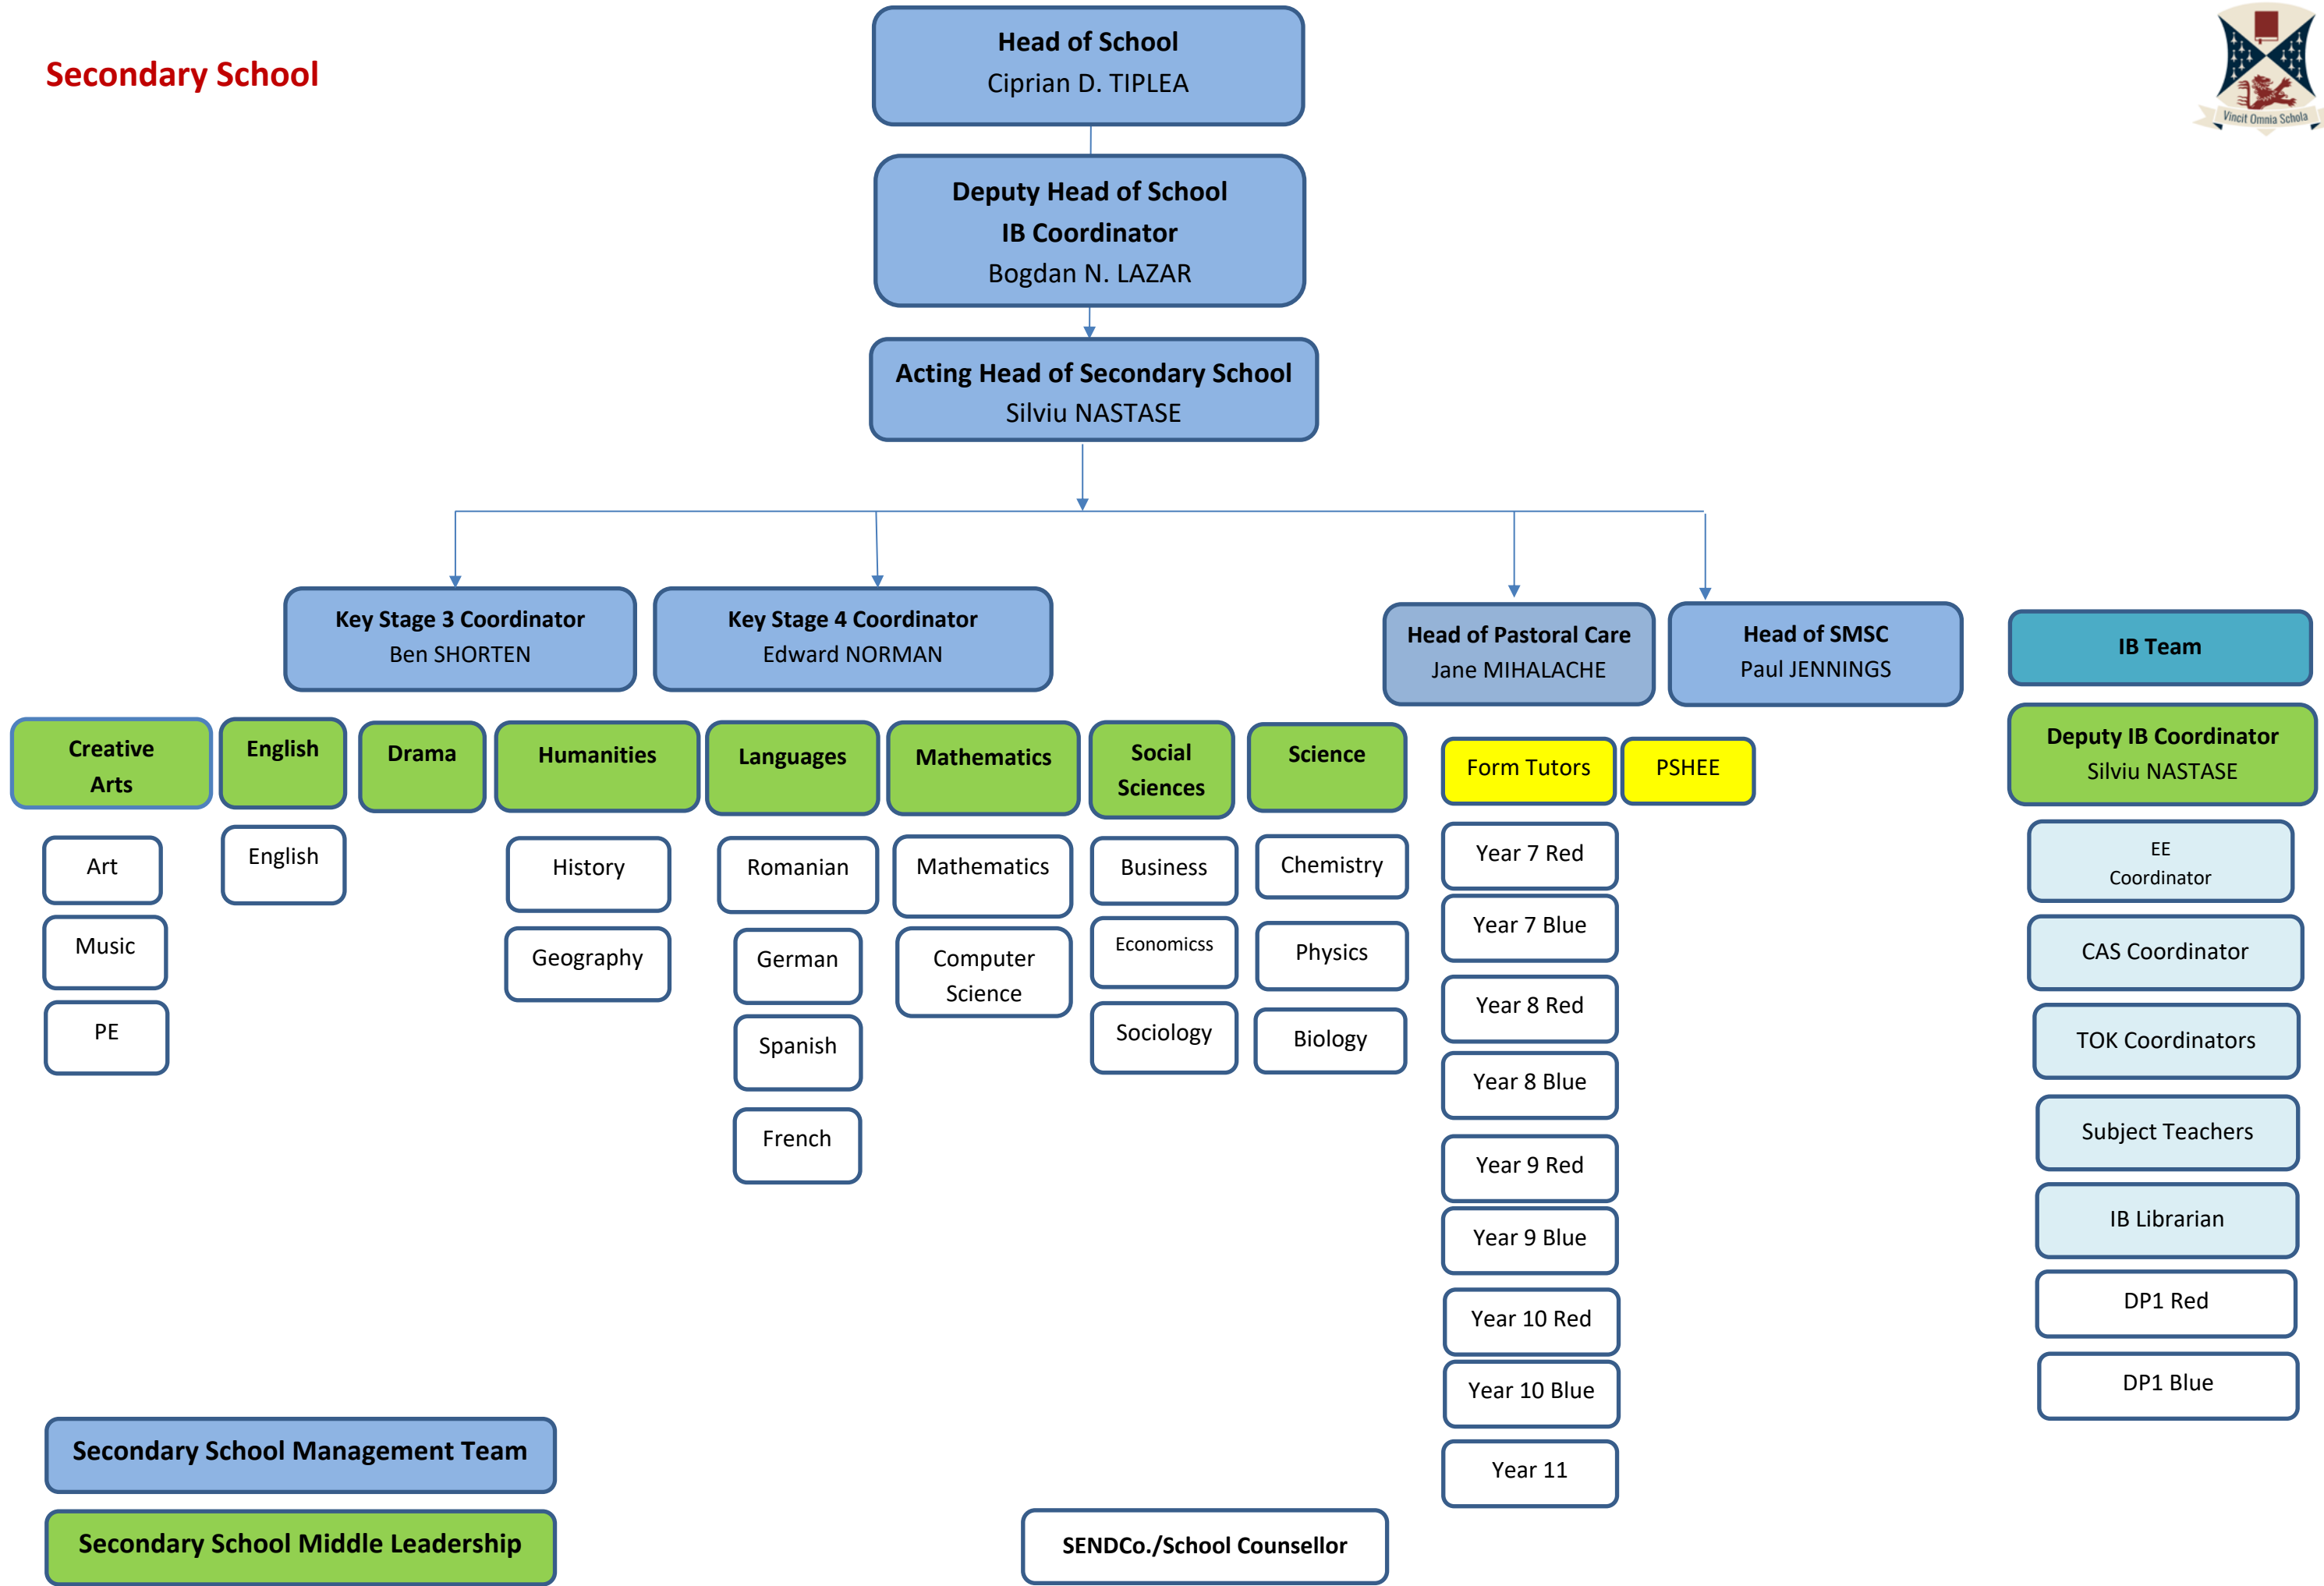 Secondary School
Head of School
Ciprian D. TIPLEA
Vincit Omnia Schola
Deputy Head of School
IB Coordinator
Bogdan N. LAZAR
Acting Head of Secondary School
Silviu NASTASE
Key Stage 3 Coordinator
Ben SHORTEN
Key Stage 4 Coordinator
Edward NORMAN
Head of Pastoral Care
Jane MIHALACHE
Head of SMSC
Paul JENNINGS
IB Team
Creative
Arts
English
Drama
Humanities
Languages
Mathematics
Social
Sciences
Science
Form Tutors
PSHEE
Deputy IB Coordinator
Silviu NASTASE
Art
Music
PE
English
History
Geography
Romanian
German
Spanish
French
Mathematics
Computer
Science
Business
Economicss
Sociology
Chemistry
Physics
Biology
Year 7 Red
Year 7 Blue
Year 8 Red
Year 8 Blue
Year 9 Red
Year 9 Blue
Year 10 Red
Year 10 Blue
Year 11
EE
Coordinator
CAS Coordinator
TOK Coordinators
Subject Teachers
IB Librarian
DP1 Red
DP1 Blue
Secondary School Management Team
Secondary School Middle Leadership
SENDCo./School Counsellor